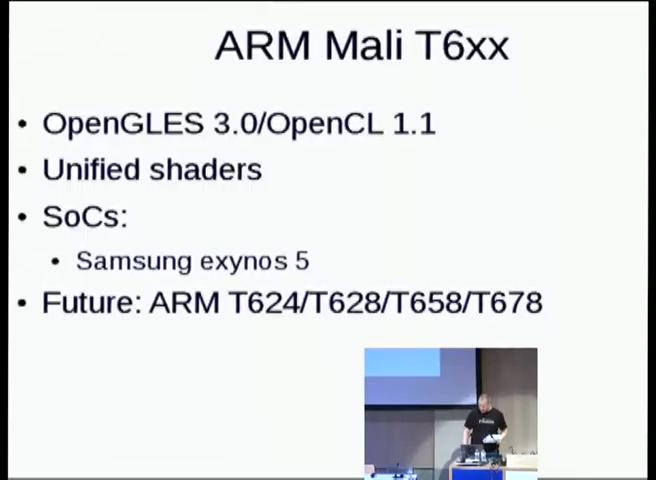 ARM Mali T6xx
• OpenGLES 3.0/OpenCL 1.1
• Unified shaders
• SoCs:
• Samsung exynos 5
• Future: ARM T624/T628/T658/T678